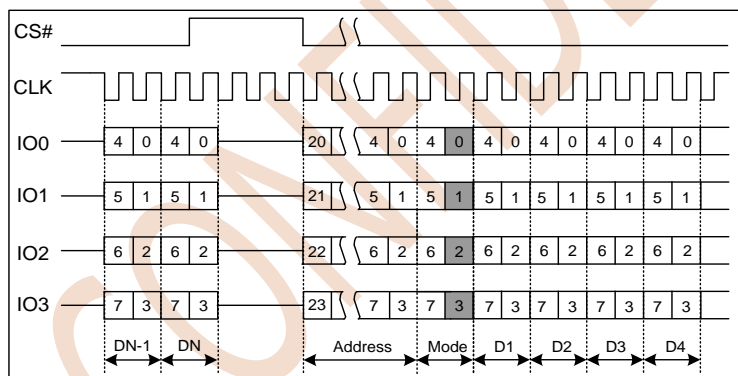 CS#
CLK
IO0 4 0 4 0 20 4 0 4 0 4 0 4 0 4 0 4 0
IO1 5 1 5 1 21 5 1 5 1 5 1 5 1 5 1 5 1
IO2 6 2 6 2 22 6 2 6 2 6 2 6 2 6 2 6 2
IO3 7 3 7 3 23 7 3 7 3 7 3 7 3 7 3 7 3
DN-1 DN Address Mode D1 D2 D3 D4